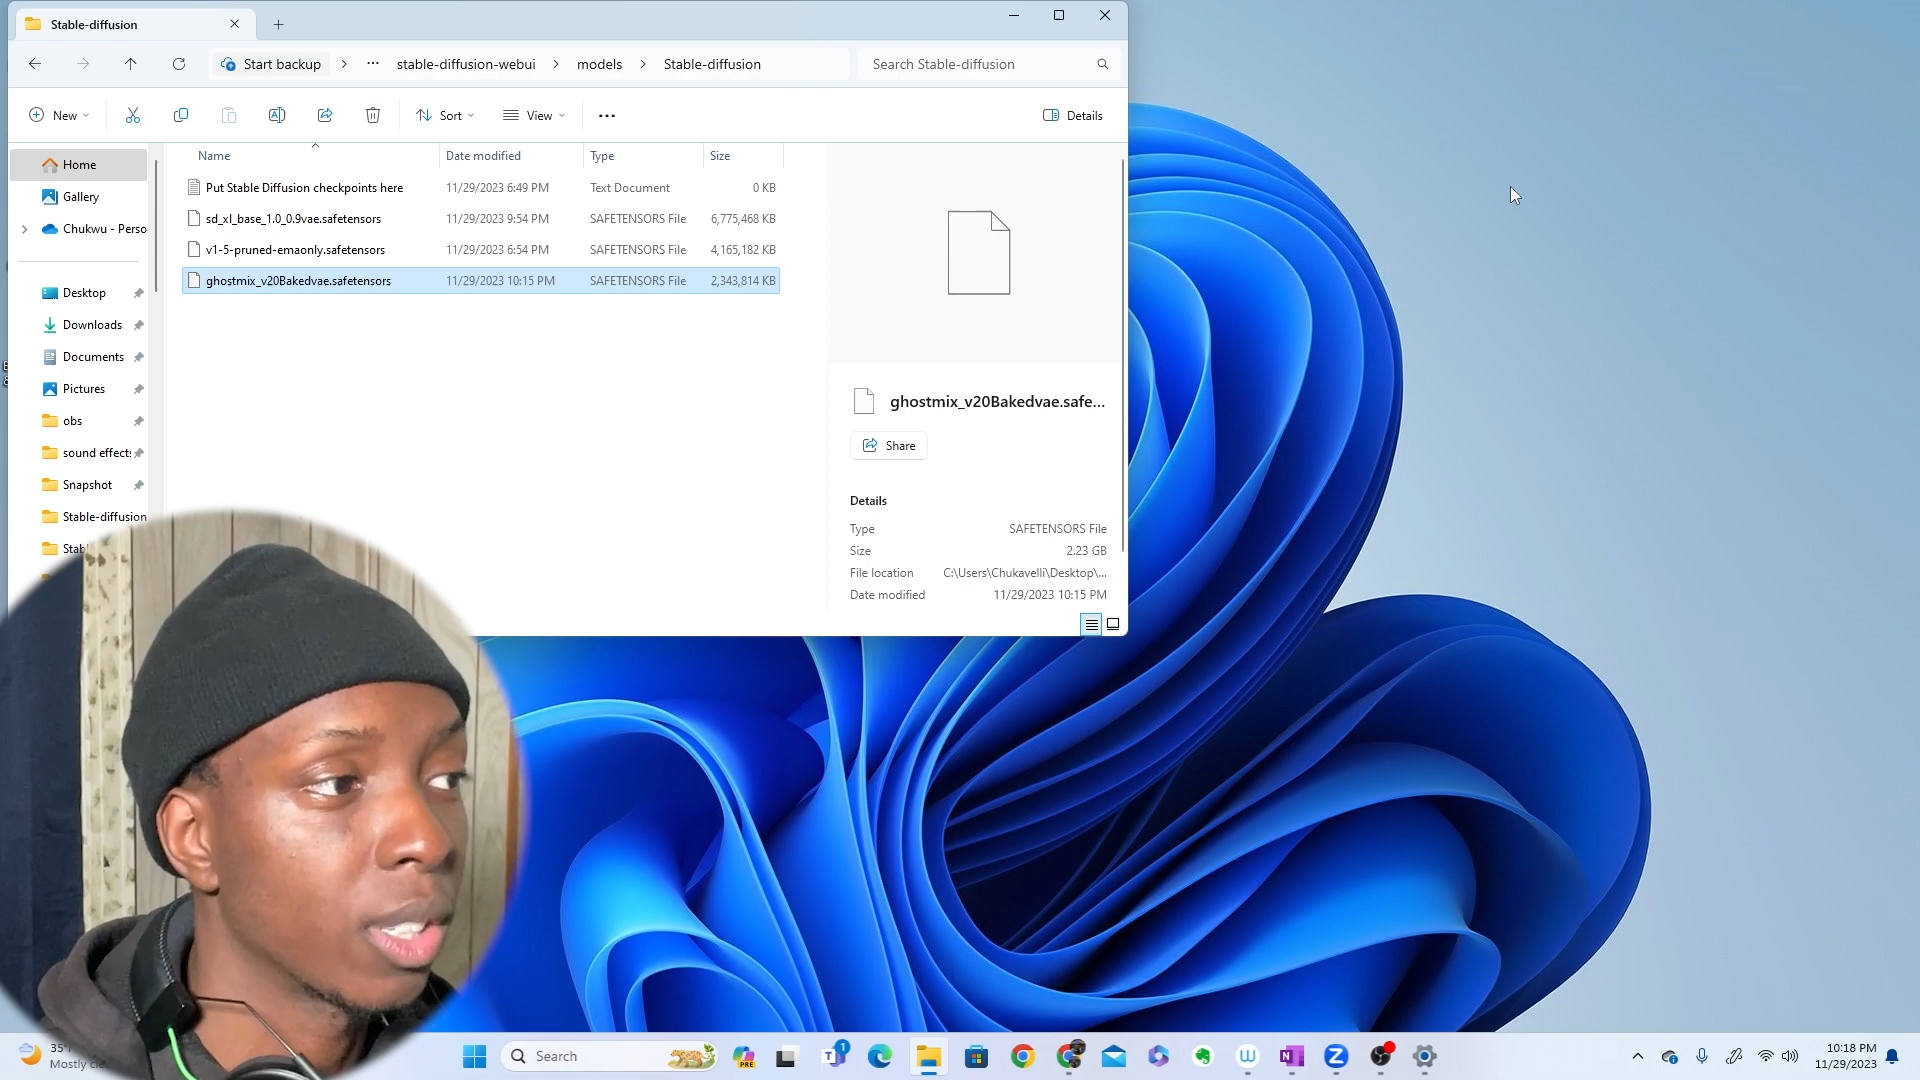 Stable-diffusion
Start backup > ... stable-diffusion-webui > models > Stable-diffusion
Search Stable-diffusion
New
Sort
View
Details
Home
Gallery
Chukwu - Perso
Desktop
Downloads
Documents
Pictures
obs
sound effect
Snapshot
Stable-diffusion
Name Date modified Type Size
Put Stable Diffusion checkpoints here 11/29/2023 6:49 PM Text Document 0 KB
sd_xl_base_1.0_0.9vae.safetensors 11/29/2023 9:54 PM SAFETENSORS File 6,775,468 KB
v1-5-pruned-emaonly.safetensors 11/29/2023 6:54 PM SAFETENSORS File 4,165,182 KB
ghostmix_v20Bakedvae.safetensors 11/29/2023 10:15 PM SAFETENSORS File 2,343,814 KB
ghostmix_v20Bakedvae.safe...
Share
Details
Type SAFETENSORS File
Size 2.23 GB
File location C:\Users\Chukavelli\Desktop\...
Date modified 11/29/2023 10:15 PM
Mostly cle
Search
PRE
1
10:18 PM
11/29/2023